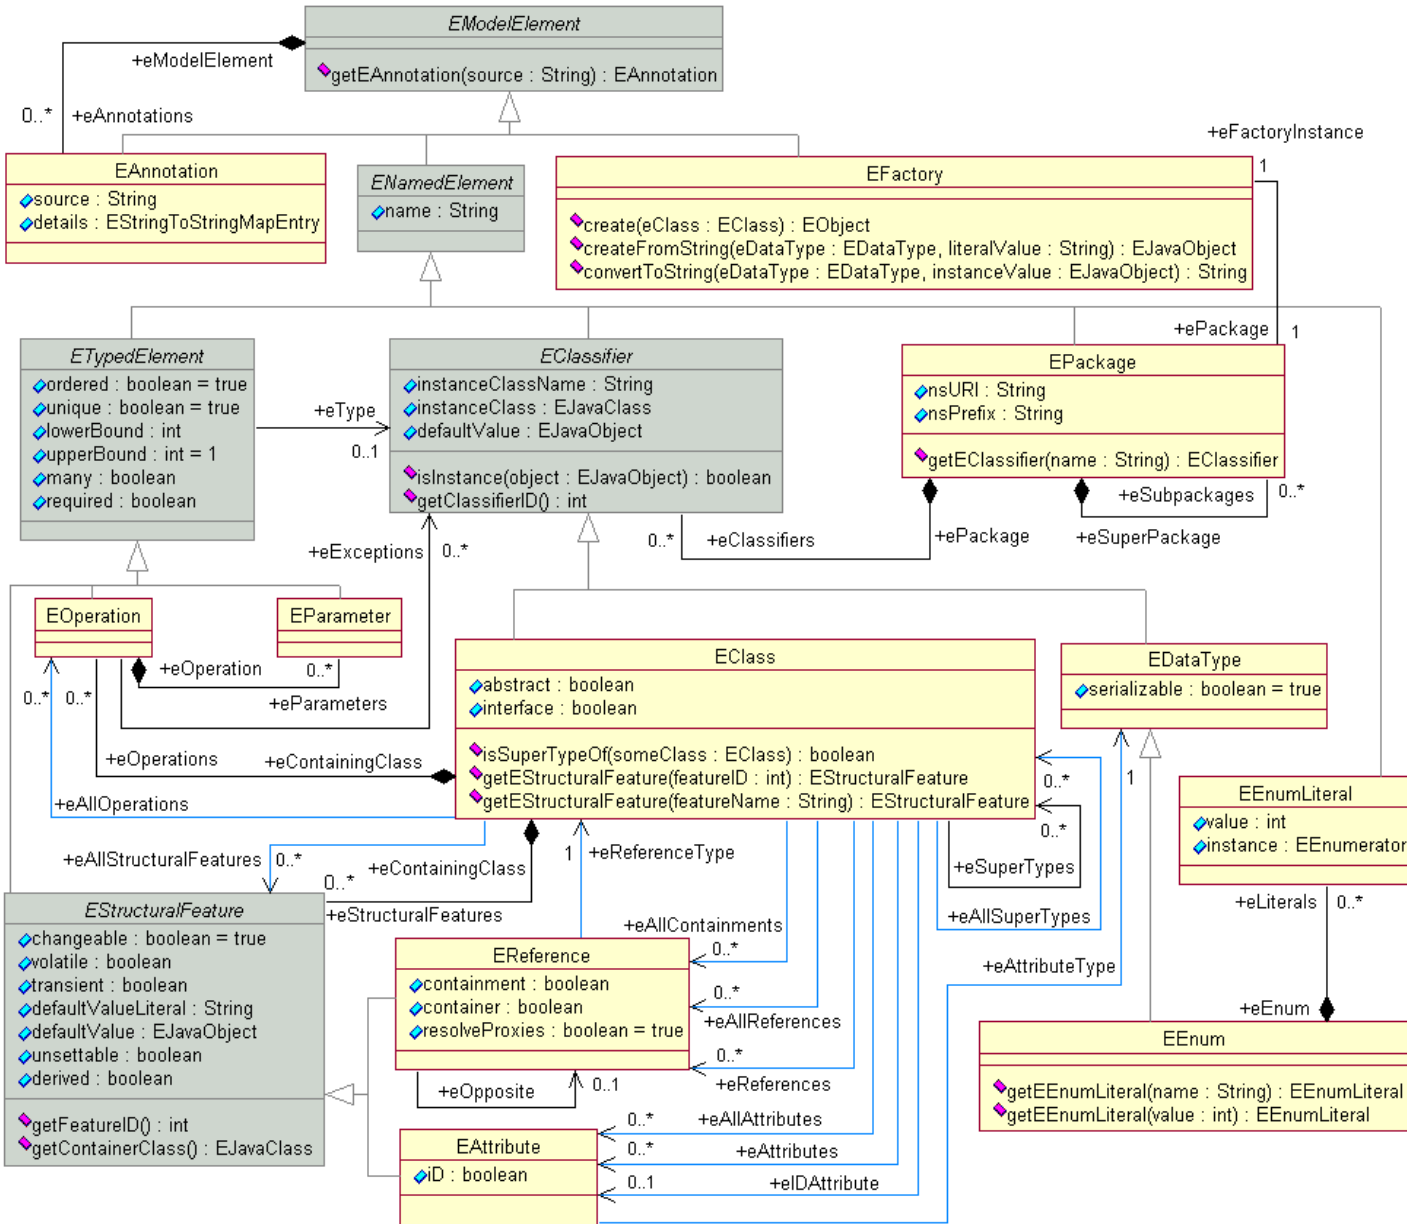 EModelElement
getEAnnotation(source : String) : EAnnotation
+eModelElement
0..*
+eAnnotations
+eFactoryInstance
1
EAnnotation
source : String
details : EStringToStringMapEntry
ENamedElement
name : String
EFactory
create(eClass : EClass) : EObject
createFromString(eDataType : EDataType, literalValue : String) : EJavaObject
convertToString(eDataType : EDataType, instanceValue : EJavaObject) : String
+ePackage
1
ETypedElement
ordered : boolean = true
unique : boolean = true
lowerBound : int
upperBound : int = 1
many : boolean
required : boolean
+eType
0..1
EClassifier
instanceClassName : String
instanceClass : EJavaClass
defaultValue : EJavaObject
isInstance(object : EJavaObject) : boolean
getClassifierID() : int
EPackage
nsURI : String
nsPrefix : String
getEClassifier(name : String) : EClassifier
+eSubpackages
0..*
+eSuperPackage
+eExceptions
0..*
0..*
+eClassifiers
+ePackage
EOperation
EParameter
+eOperation
0..*
+eParameters
0..*
0..*
+eOperations
+eContainingClass
+eAllOperations
EClass
abstract : boolean
interface : boolean
isSuperTypeOf(someClass : EClass) : boolean
getEStructuralFeature(featureID : int) : EStructuralFeature
getEStructuralFeature(featureName : String) : EStructuralFeature
EDataType
serializable : boolean = true
0..*
1
0..*
+eSuperTypes
+eAllSuperTypes
EEnumLiteral
value : int
instance : EEnumerator
+eLiterals
0..*
+eAllStructuralFeatures
0..*
+eContainingClass
0..*
+eStructuralFeatures
1
+eReferenceType
+eAllContainments
0..*
+eAttributeType
+eEnum
EStructuralFeature
changeable : boolean = true
volatile : boolean
transient : boolean
defaultValueLiteral : String
defaultValue : EJavaObject
unsettable : boolean
derived : boolean
getFeatureID() : int
getContainerClass() : EJavaClass
EReference
containment : boolean
container : boolean
resolveProxies : boolean = true
0..*
+eAllReferences
0..*
+eReferences
+eOpposite
0..1
EEnum
getEEnumLiteral(name : String) : EEnumLiteral
getEEnumLiteral(value : int) : EEnumLiteral
EAttribute
iD : boolean
0..*
+eAllAttributes
0..*
+eAttributes
0..1
+eIDAttribute